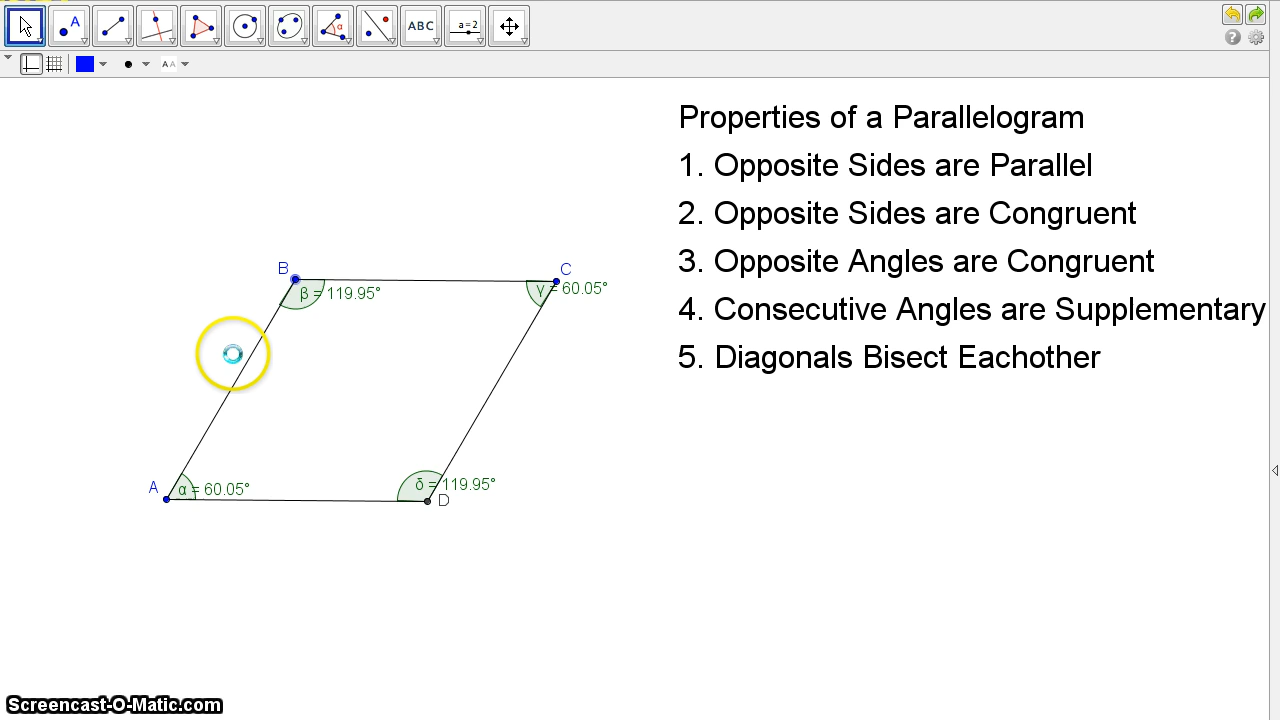 A
α
ABC
a=2
A A
Properties of a Parallelogram
1. Opposite Sides are Parallel
2. Opposite Sides are Congruent
3. Opposite Angles are Congruent
4. Consecutive Angles are Supplementary
5. Diagonals Bisect Eachother
B
C
β = 119.95°
γ = 60.05°
A
α = 60.05°
δ = 119.95°
D
Screencast-O-Matic.com